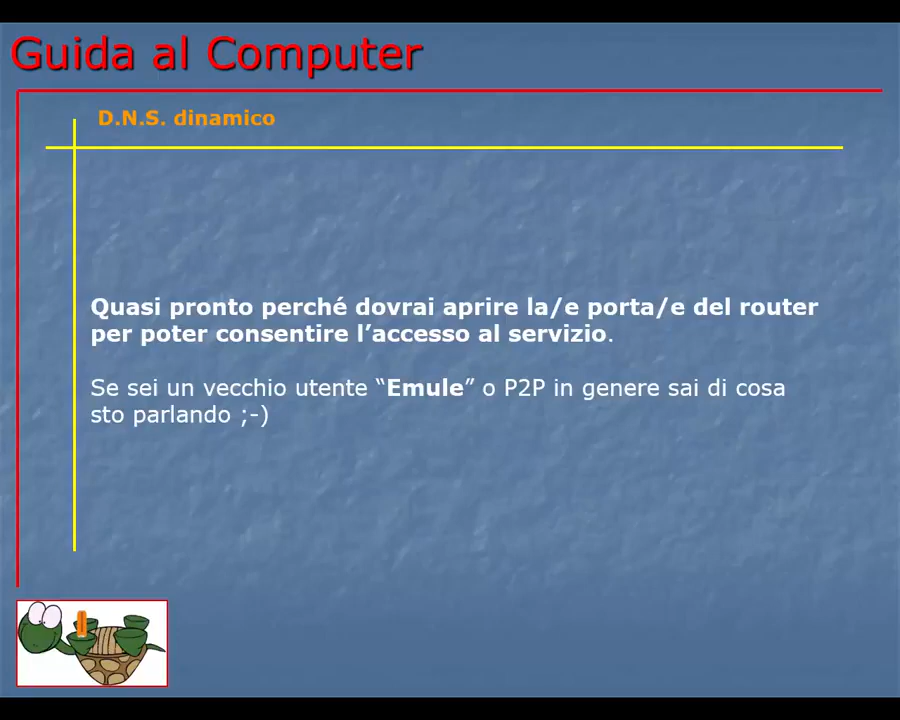 Guida al Computer
D.N.S. dinamico
Quasi pronto perché dovrai aprire la/e porta/e del router
per poter consentire l’accesso al servizio.
Se sei un vecchio utente “Emule” o P2P in genere sai di cosa
sto parlando ;-)